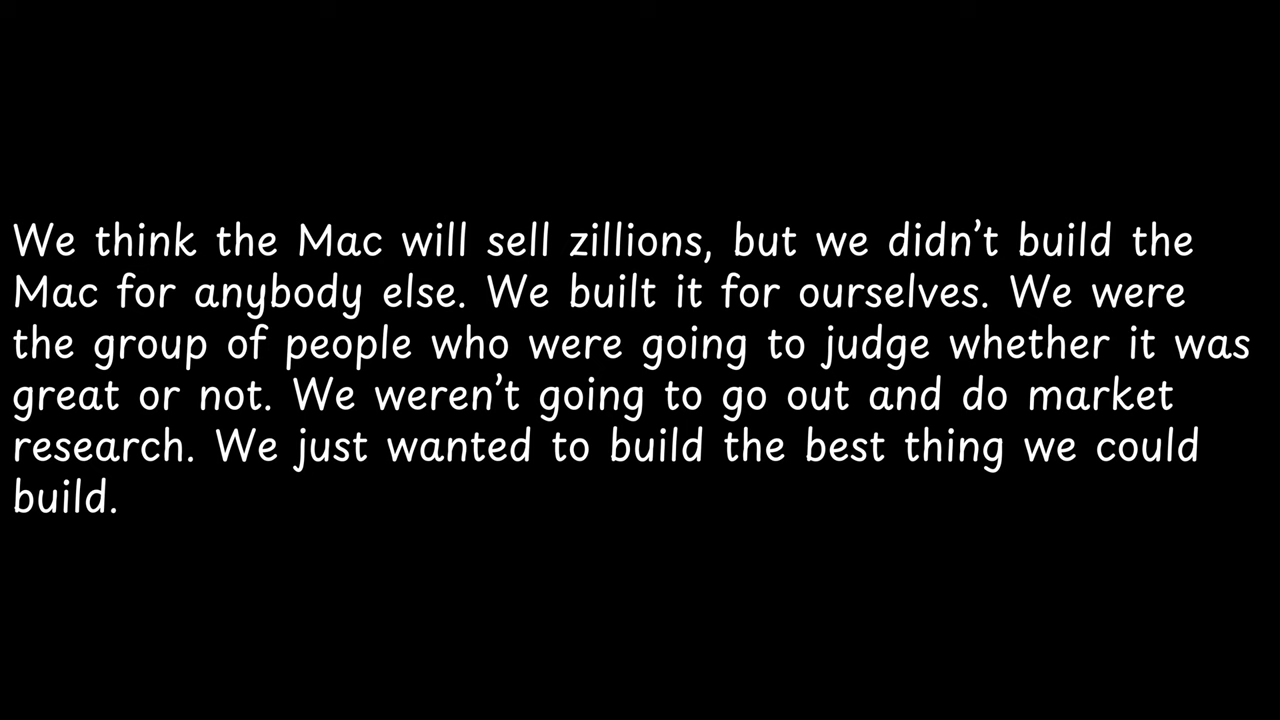 We think the Mac will sell zillions, but we didn’t build the
Mac for anybody else. We built it for ourselves. We were
the group of people who were going to judge whether it was
great or not. We weren’t going to go out and do market
research. We just wanted to build the best thing we could
build.